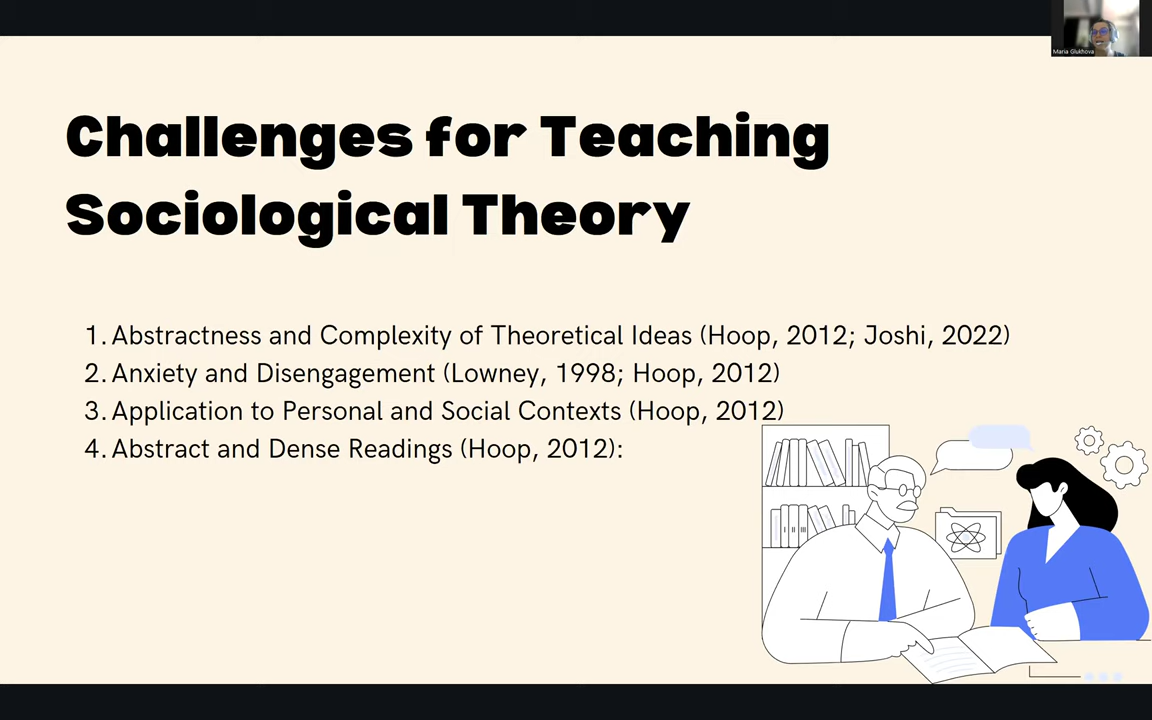 Maria Glukhova
Challenges for Teaching
Sociological Theory
1. Abstractness and Complexity of Theoretical Ideas (Hoop, 2012; Joshi, 2022)
2. Anxiety and Disengagement (Lowney, 1998; Hoop, 2012)
3. Application to Personal and Social Contexts (Hoop, 2012)
4. Abstract and Dense Readings (Hoop, 2012):